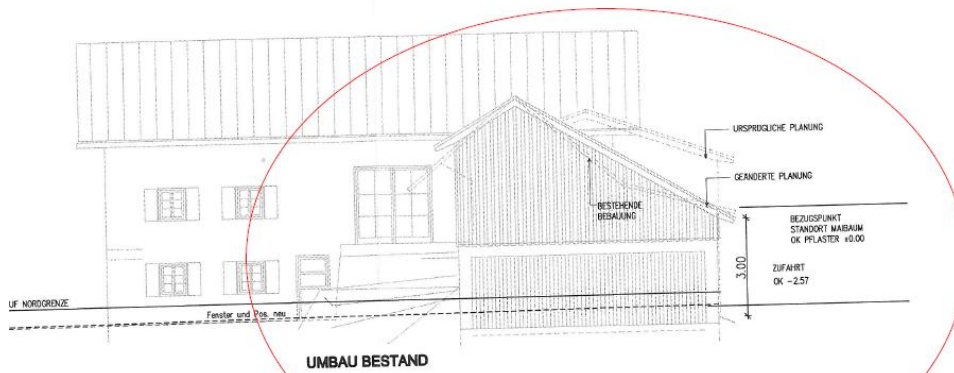 URSPRÜGLICHE PLANUNG
GEÄNDERTE PLANUNG
BESTEHENDE
BEBAUUNG
BEZUGSPUNKT
STANDORT MAIBAUM
OK PFLASTER ±0.00
3.00
ZUFAHRT
OK -2.57
UF NORDGRENZE
Fenster und Pos. neu
UMBAU BESTAND